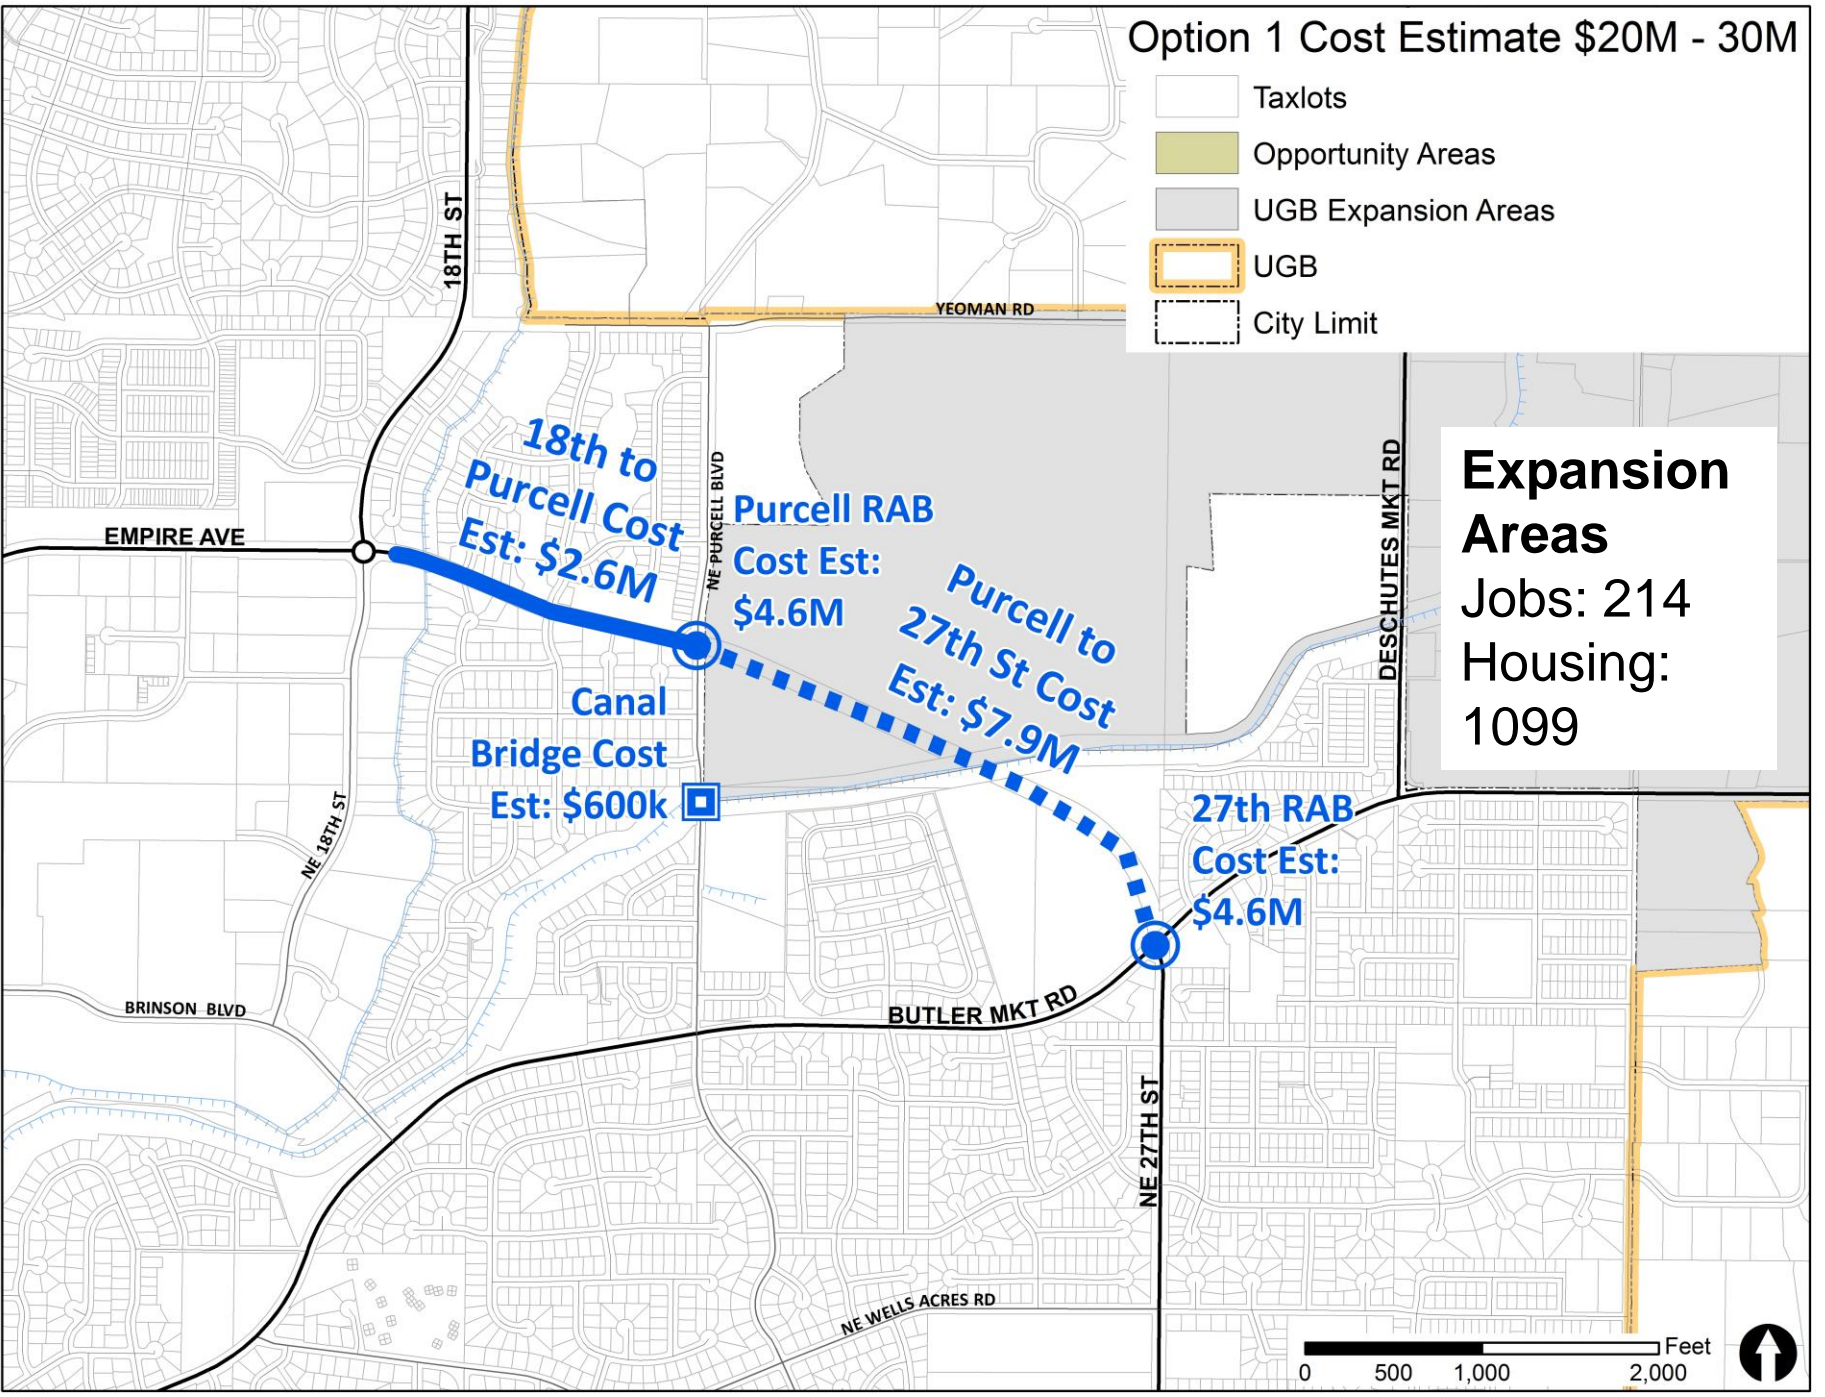 Option 1 Cost Estimate $20M - 30M
Taxlots
Opportunity Areas
UGB Expansion Areas
UGB
City Limit
18TH ST
YEOMAN RD
18th to
Purcell Cost
Est: $2.6M
NE PURCELL BLVD
Purcell RAB
Cost Est:
$4.6M
DESCHUTES MKT RD
Expansion
Areas
Jobs: 214
Housing:
1099
EMPIRE AVE
Purcell to
27th St Cost
Est: $7.9M
Canal
Bridge Cost
Est: $600k
NE 18TH ST
27th RAB
Cost Est:
$4.6M
BRINSON BLVD
BUTLER MKT RD
NE 27TH ST
NE WELLS ACRES RD
Feet
0 500 1,000 2,000